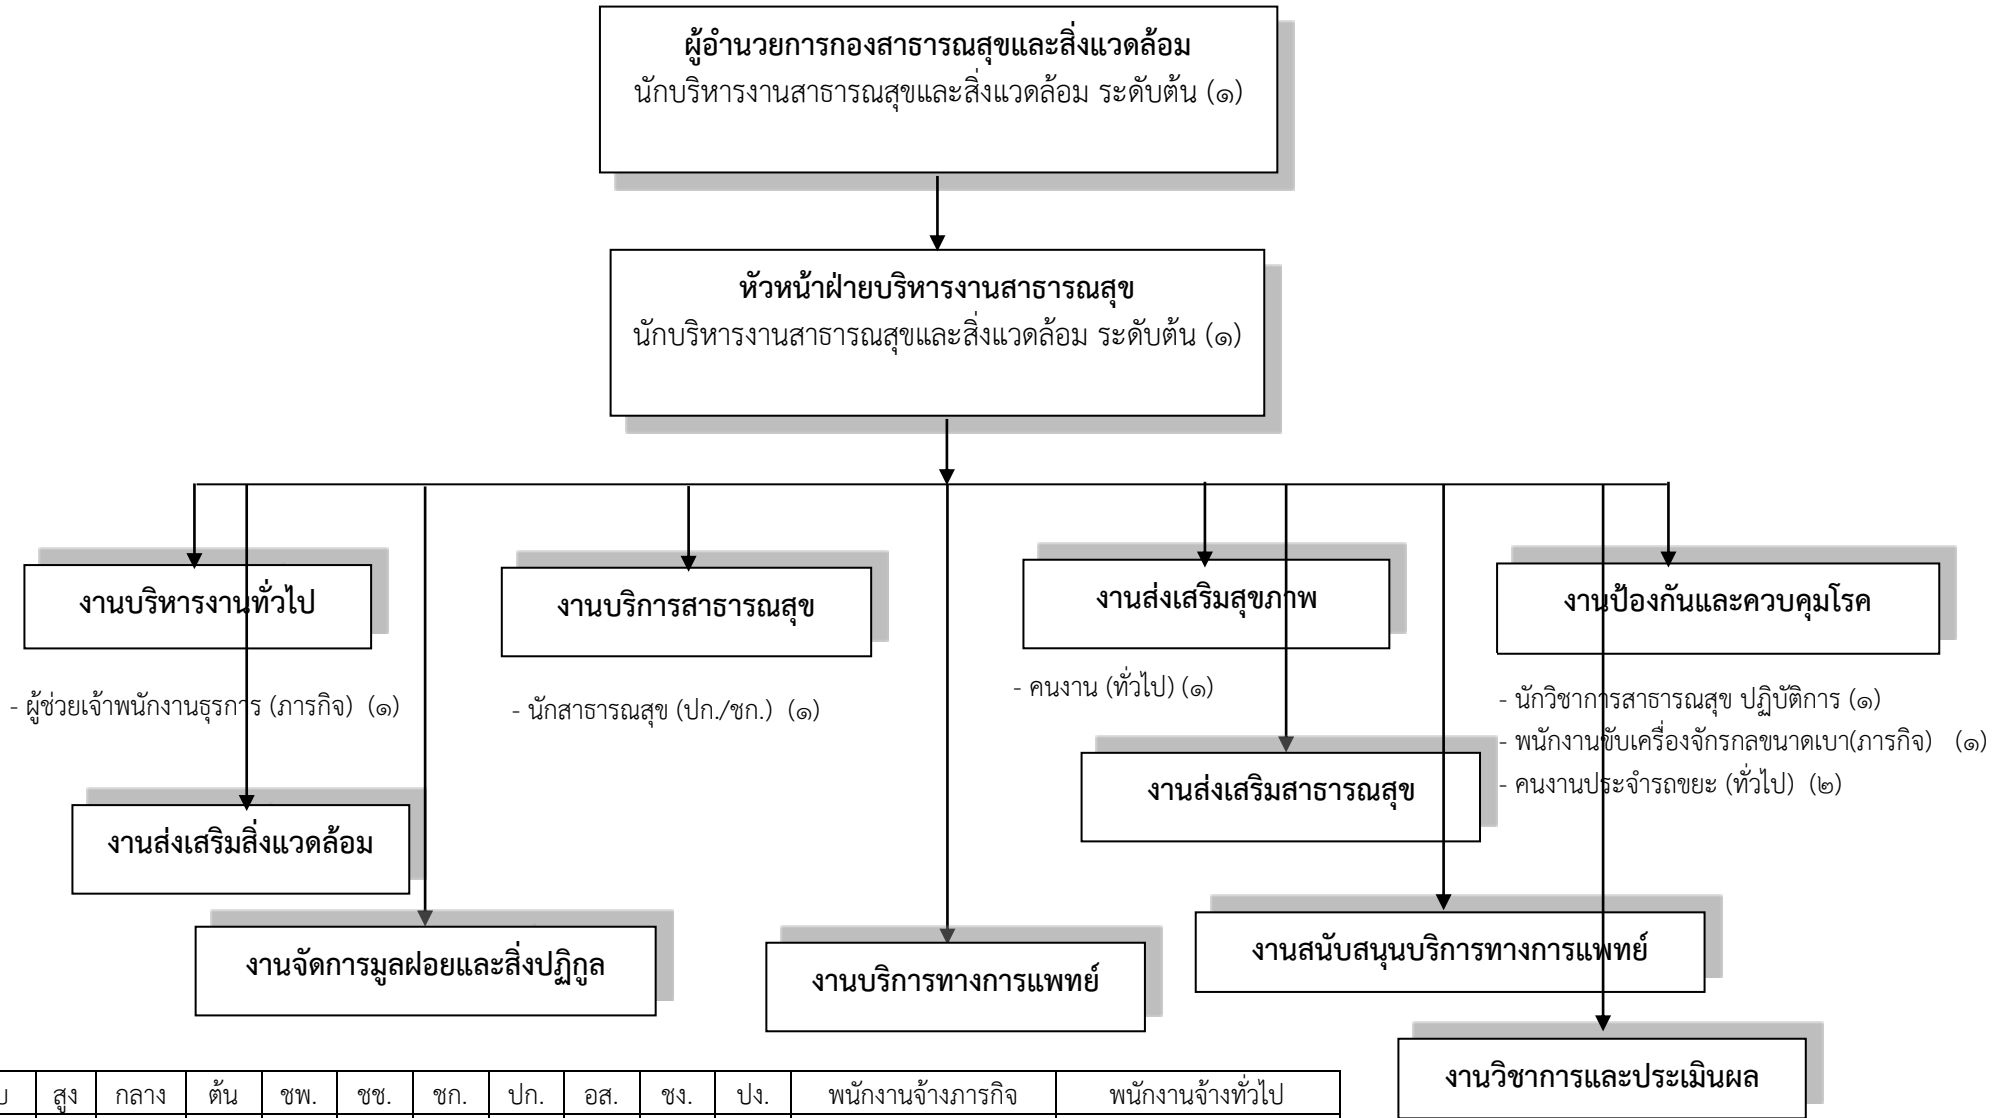 ผู้อำนวยการกองสาธารณสุขและสิ่งแวดล้อม
นักบริหารงานสาธารณสุขและสิ่งแวดล้อม ระดับต้น (๑)
หัวหน้าฝ่ายบริหารงานสาธารณสุข
นักบริหารงานสาธารณสุขและสิ่งแวดล้อม ระดับต้น (๑)
งานบริหารงานทั่วไป
- ผู้ช่วยเจ้าพนักงานธุรการ (ภารกิจ) (๑)
งานบริการสาธารณสุข
- นักสาธารณสุข (ปก./ชก.) (๑)
งานส่งเสริมสุขภาพ
- คนงาน (ทั่วไป) (๑)
งานป้องกันและควบคุมโรค
- นักวิชาการสาธารณสุข ปฏิบัติการ (๑)
- พนักงานขับเครื่องจักรกลขนาดเบา(ภารกิจ) (๑)
- คนงานประจำรถขยะ (ทั่วไป) (๒)
งานส่งเสริมสิ่งแวดล้อม
งานส่งเสริมสาธารณสุข
งานจัดการมูลฝอยและสิ่งปฏิกูล
งานบริการทางการแพทย์
งานสนับสนุนบริการทางการแพทย์
งานวิชาการและประเมินผล
สูง กลาง ต้น ชพ. ชช. ชก. ปก. อส. ชง. ปง. พนักงานจ้างภารกิจ พนักงานจ้างทั่วไป